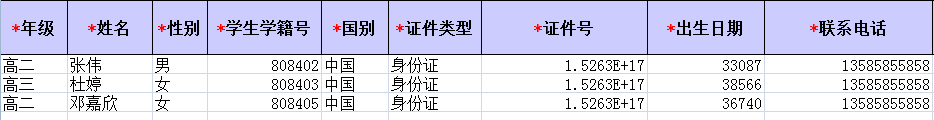 *年级 *姓名 *性别 *学生学籍号 *国别 *证件类型 *证件号 *出生日期 *联系电话
高二 张伟 男 808402 中国 身份证 1.5263E+17 33087 13585855858
高三 杜婷 女 808403 中国 身份证 1.5263E+17 38566 13585855858
高二 邓嘉欣 女 808405 中国 身份证 1.5263E+17 36740 13585855858